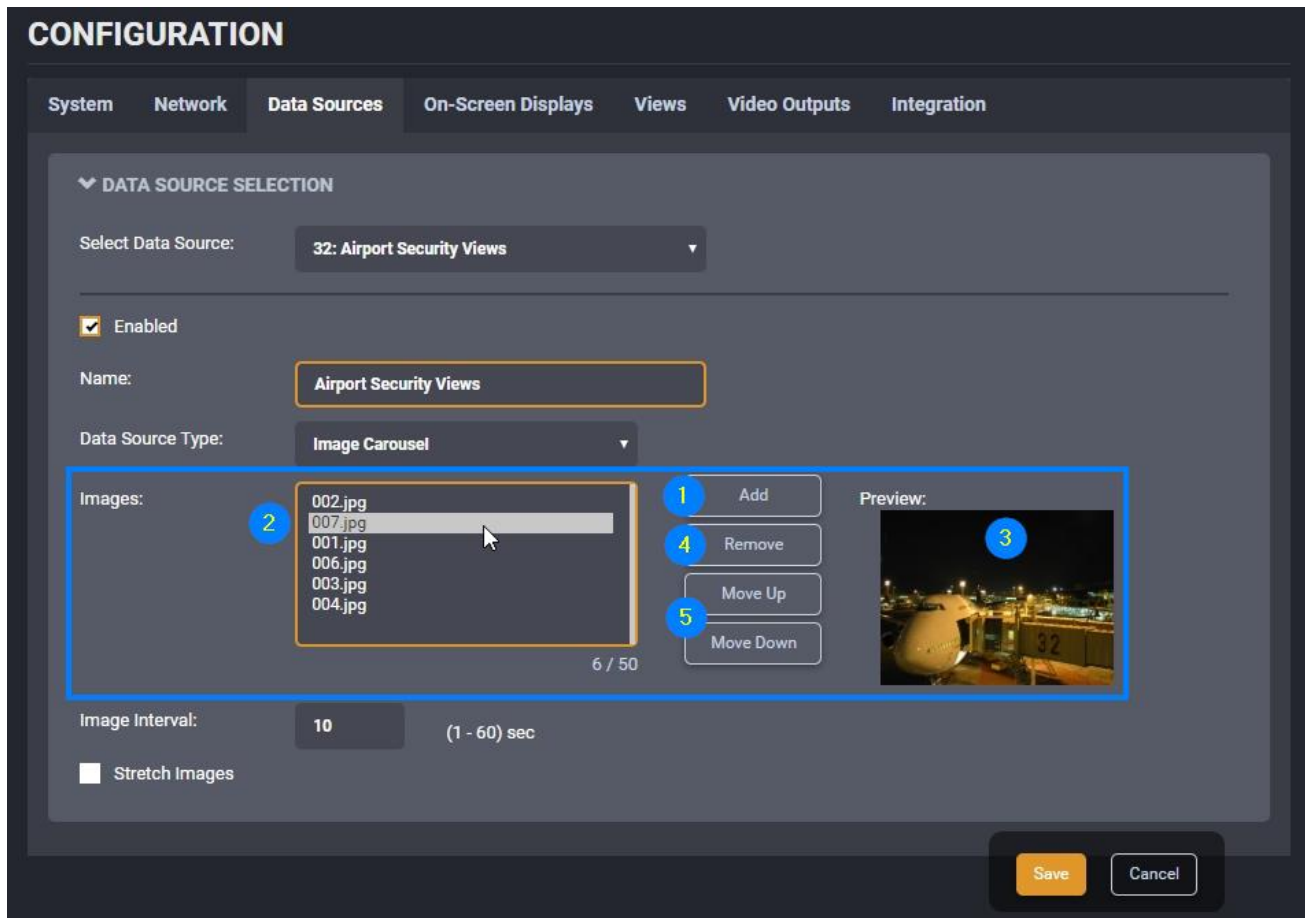 CONFIGURATION
System Network Data Sources On-Screen Displays Views Video Outputs Integration
DATA SOURCE SELECTION
Select Data Source: 32: Airport Security Views
Enabled
Name: Airport Security Views
Data Source Type: Image Carousel
Images:
002.jpg
007.jpg
001.jpg
006.jpg
003.jpg
004.jpg
6 / 50
2
1 Add
4 Remove
Move Up
5
Move Down
Preview:
3
32
Image Interval: 10 (1 - 60) sec
Stretch Images
Save Cancel